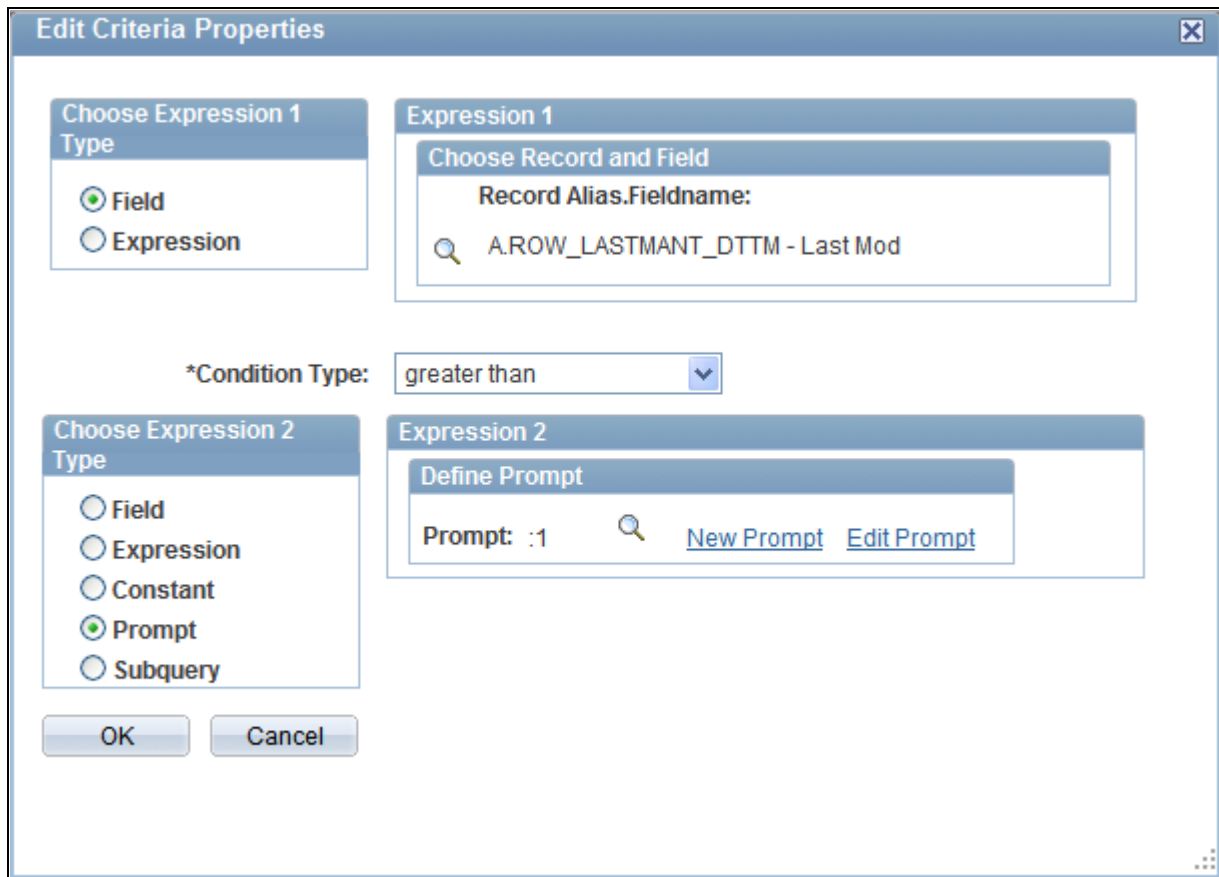 Edit Criteria Properties
Choose Expression 1
Type
Field
Expression
Expression 1
Choose Record and Field
Record Alias.Fieldname:
A.ROW_LASTMANT_DTTM - Last Mod
*Condition Type:
greater than
Choose Expression 2
Type
Field
Expression
Constant
Prompt
Subquery
Expression 2
Define Prompt
Prompt: :1 New Prompt Edit Prompt
OK Cancel